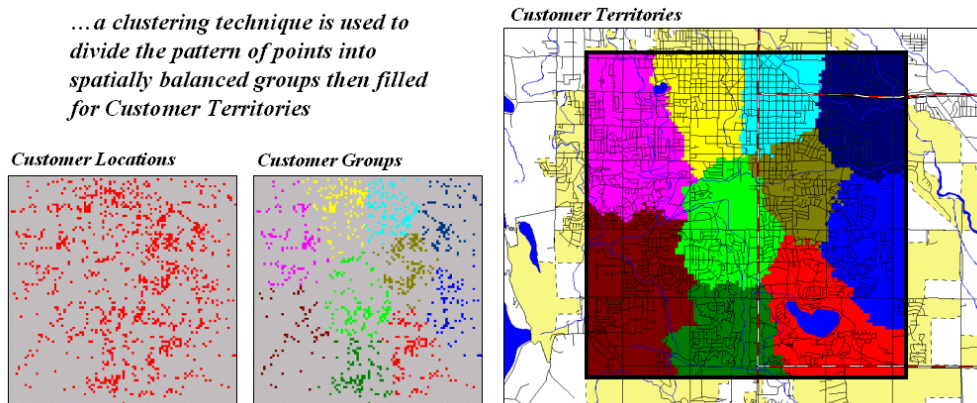 …a clustering technique is used to
divide the pattern of points into
spatially balanced groups then filled
for Customer Territories
Customer Locations
Customer Groups
Customer Territories